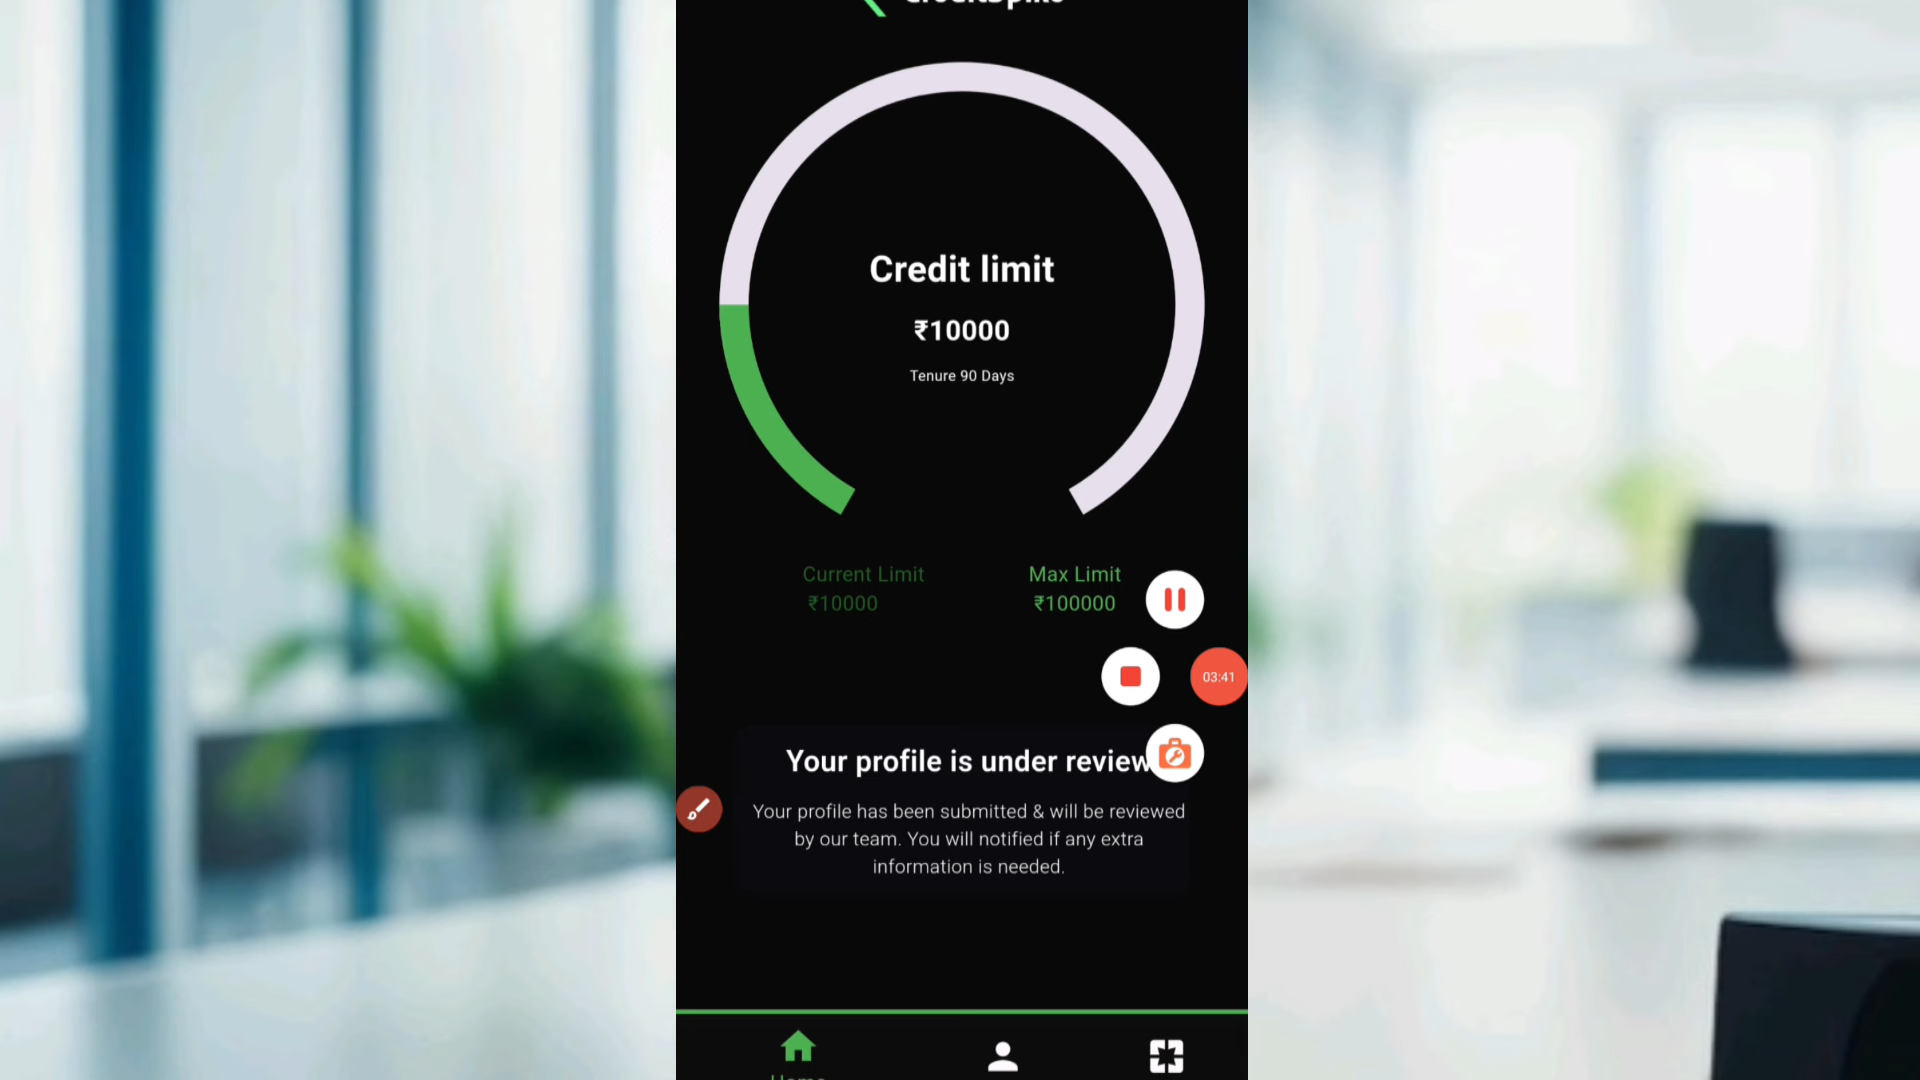 Credit limit
₹10000
Tenure 90 Days
Current Limit
Max Limit
₹10000
₹100000
03:41
Your profile is under review
Your profile has been submitted & will be reviewed
by our team. You will notified if any extra
information is needed.